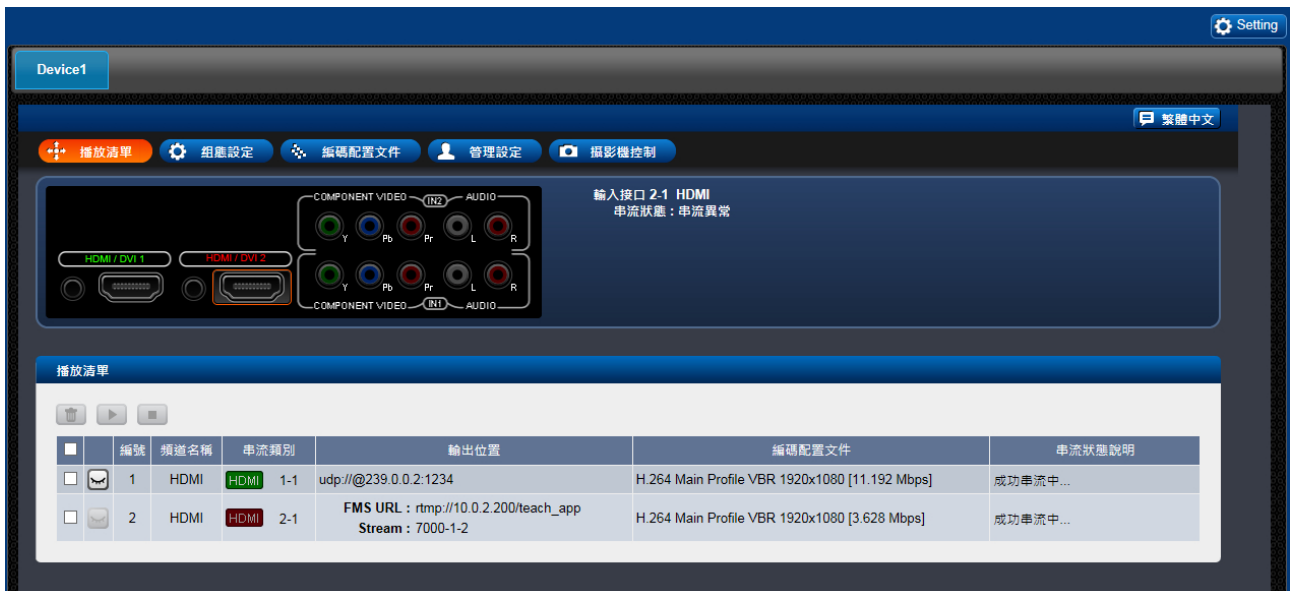 Setting
Device1
繁體中文
播放清單 組態設定 編碼配置文件 管理設定 攝影機控制
COMPONENT VIDEO IN2 AUDIO
Y Pb Pr L R
HDMI / DVI 1 HDMI / DVI 2
Y Pb Pr L R
COMPONENT VIDEO IN1 AUDIO
輸入接口 2-1 HDMI
串流狀態：串流異常
播放清單
編號 頻道名稱 串流類別 輸出位置 編碼配置文件 串流狀態說明
1 HDMI HDMI 1-1 udp://@239.0.0.2:1234 H.264 Main Profile VBR 1920x1080 [11.192 Mbps] 成功串流中...
2 HDMI HDMI 2-1 FMS URL：rtmp://10.0.2.200/teach_app H.264 Main Profile VBR 1920x1080 [3.628 Mbps] 成功串流中...
Stream：7000-1-2